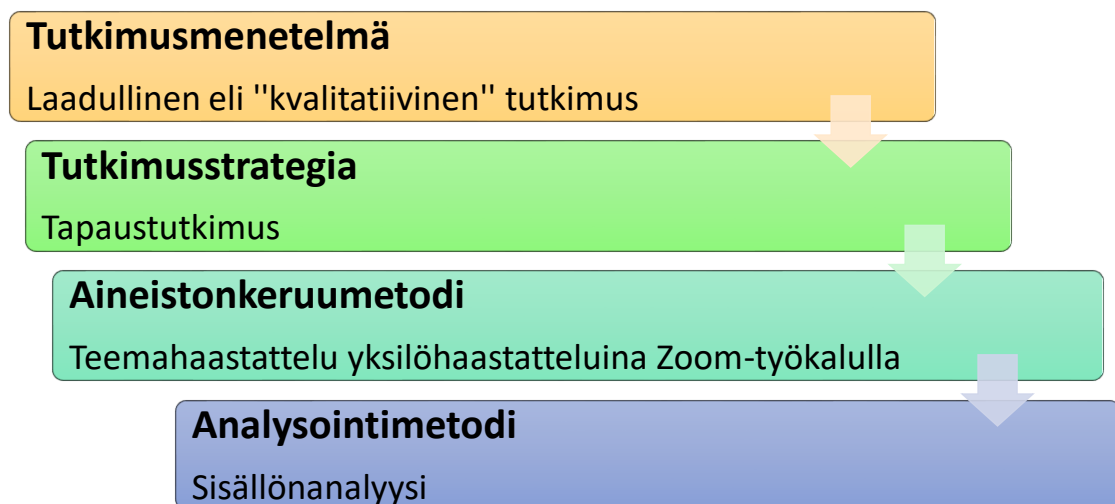 Tutkimusmenetelmä
Laadullinen eli "kvalitatiivinen" tutkimus
Tutkimusstrategia
Tapaustutkimus
Aineistonkeruumetodi
Teemahaastattelu yksilöhaastatteluina Zoom-työkalulla
Analysointimetodi
Sisällönanalyysi